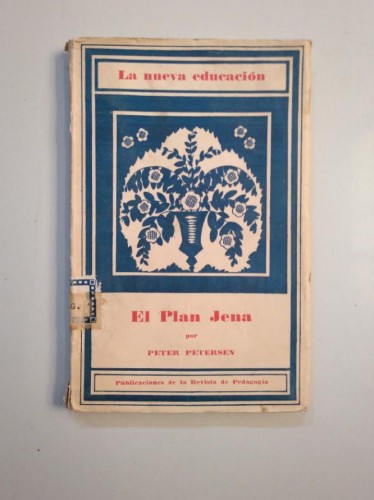 La nueva educación
G.
El Plan Jena
por
PETER PETERSEN
Publicaciones de la Revista de Pedagogía